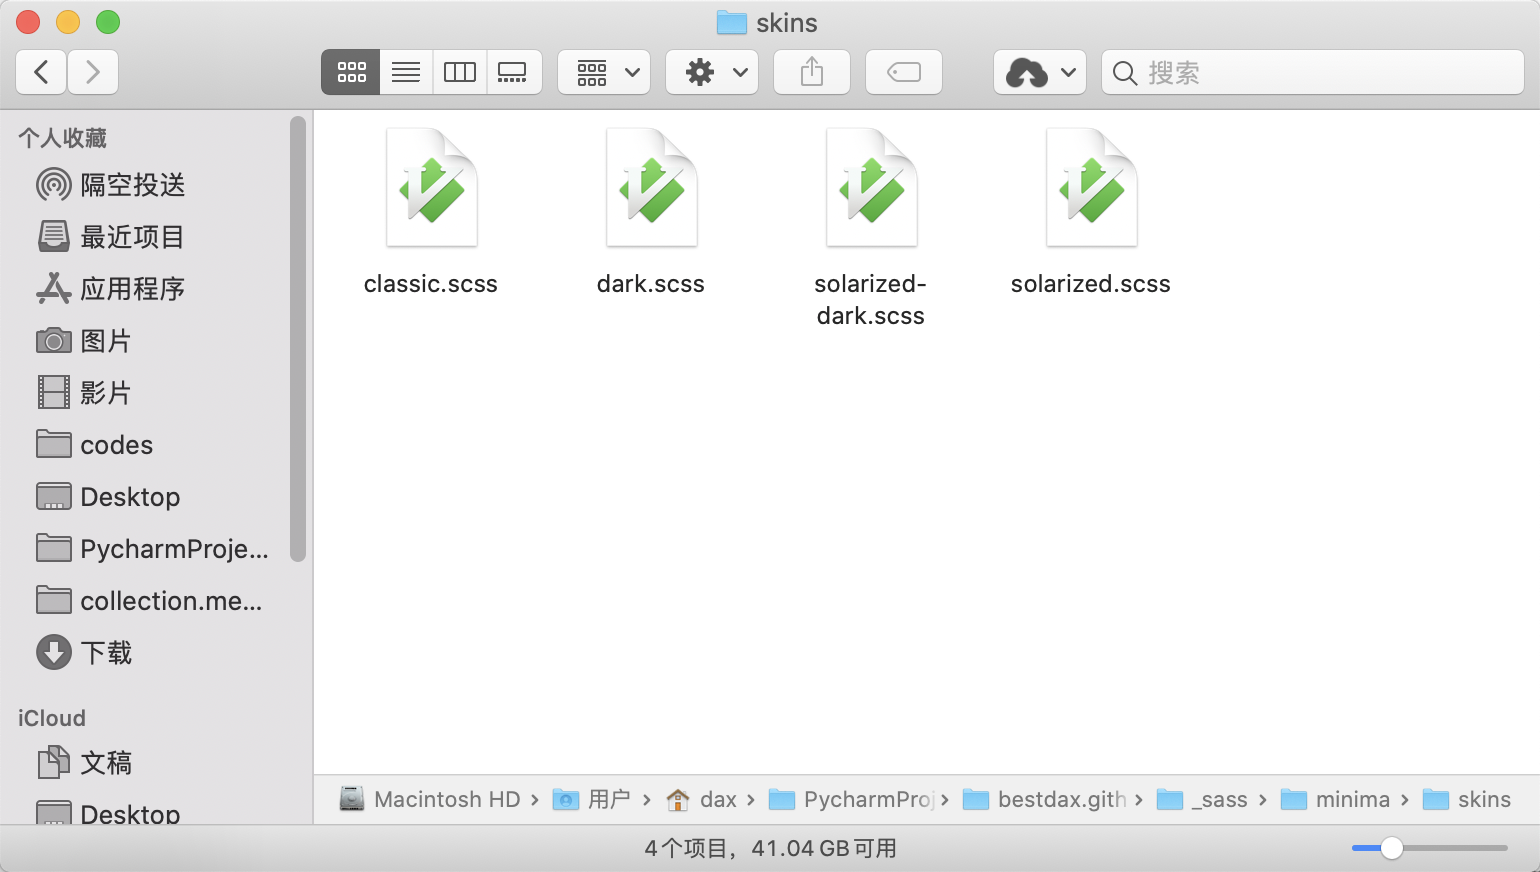 skins
搜索
个人收藏
隔空投送
最近项目
应用程序
图片
影片
codes
Desktop
PycharmProje...
collection.me...
下载
iCloud
文稿
Desktop
classic.scss
dark.scss
solarized-
dark.scss
solarized.scss
Macintosh HD › 用户 › dax › PycharmProj › bestdax.gith › _sass › minima › skins
4个项目，41.04 GB可用